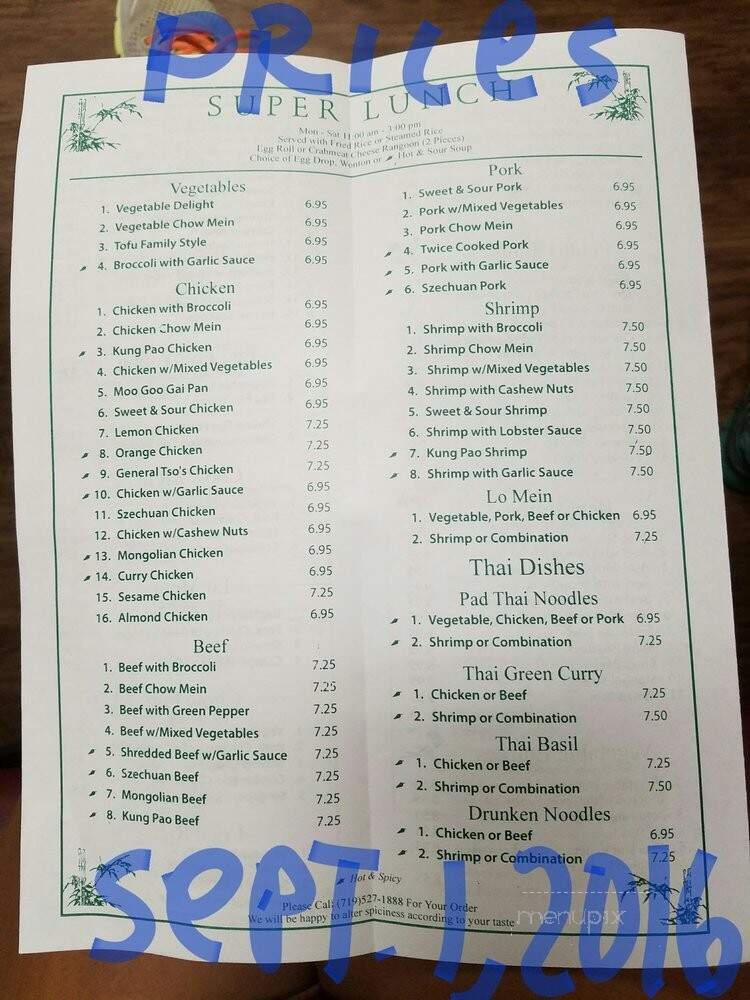 PRICES
SUPER LUNCH
Mon - Sat 11:00 am - 3:00 pm
Served with Fried Rice or Steamed Rice
Egg Roll or Crabmeat Cheese Rangoon (2 Pieces)
Choice of Egg Drop, Wonton or Hot & Sour Soup
Vegetables
1. Vegetable Delight 6.95
2. Vegetable Chow Mein 6.95
3. Tofu Family Style 6.95
4. Broccoli with Garlic Sauce 6.95
Chicken
1. Chicken with Broccoli 6.95
2. Chicken Chow Mein 6.95
3. Kung Pao Chicken 6.95
4. Chicken w/Mixed Vegetables 6.95
5. Moo Goo Gai Pan 6.95
6. Sweet & Sour Chicken 6.95
7. Lemon Chicken 7.25
8. Orange Chicken 7.25
9. General Tso's Chicken 7.25
10. Chicken w/Garlic Sauce 6.95
11. Szechuan Chicken 6.95
12. Chicken w/Cashew Nuts 6.95
13. Mongolian Chicken 6.95
14. Curry Chicken 6.95
15. Sesame Chicken 7.25
16. Almond Chicken 6.95
Beef
1. Beef with Broccoli 7.25
2. Beef Chow Mein 7.25
3. Beef with Green Pepper 7.25
4. Beef w/Mixed Vegetables 7.25
5. Shredded Beef w/Garlic Sauce 7.25
6. Szechuan Beef 7.25
7. Mongolian Beef 7.25
8. Kung Pao Beef 7.25
Pork
1. Sweet & Sour Pork 6.95
2. Pork w/Mixed Vegetables 6.95
3. Pork Chow Mein 6.95
4. Twice Cooked Pork 6.95
5. Pork with Garlic Sauce 6.95
6. Szechuan Pork 6.95
Shrimp
1. Shrimp with Broccoli 7.50
2. Shrimp Chow Mein 7.50
3. Shrimp w/Mixed Vegetables 7.50
4. Shrimp with Cashew Nuts 7.50
5. Sweet & Sour Shrimp 7.50
6. Shrimp with Lobster Sauce 7.50
7. Kung Pao Shrimp 7.50
8. Shrimp with Garlic Sauce 7.50
Lo Mein
1. Vegetable, Pork, Beef or Chicken 6.95
2. Shrimp or Combination 7.25
Thai Dishes
Pad Thai Noodles
1. Vegetable, Chicken, Beef or Pork 6.95
2. Shrimp or Combination 7.25
Thai Green Curry
1. Chicken or Beef 7.25
2. Shrimp or Combination 7.50
Thai Basil
1. Chicken or Beef 7.25
2. Shrimp or Combination 7.50
Drunken Noodles
1. Chicken or Beef 6.95
2. Shrimp or Combination 7.25
Hot & Spicy
Please Call: (719)527-1888 For Your Order
We will be happy to alter spiciness according to your taste
menupix
SEPT. 1, 2016